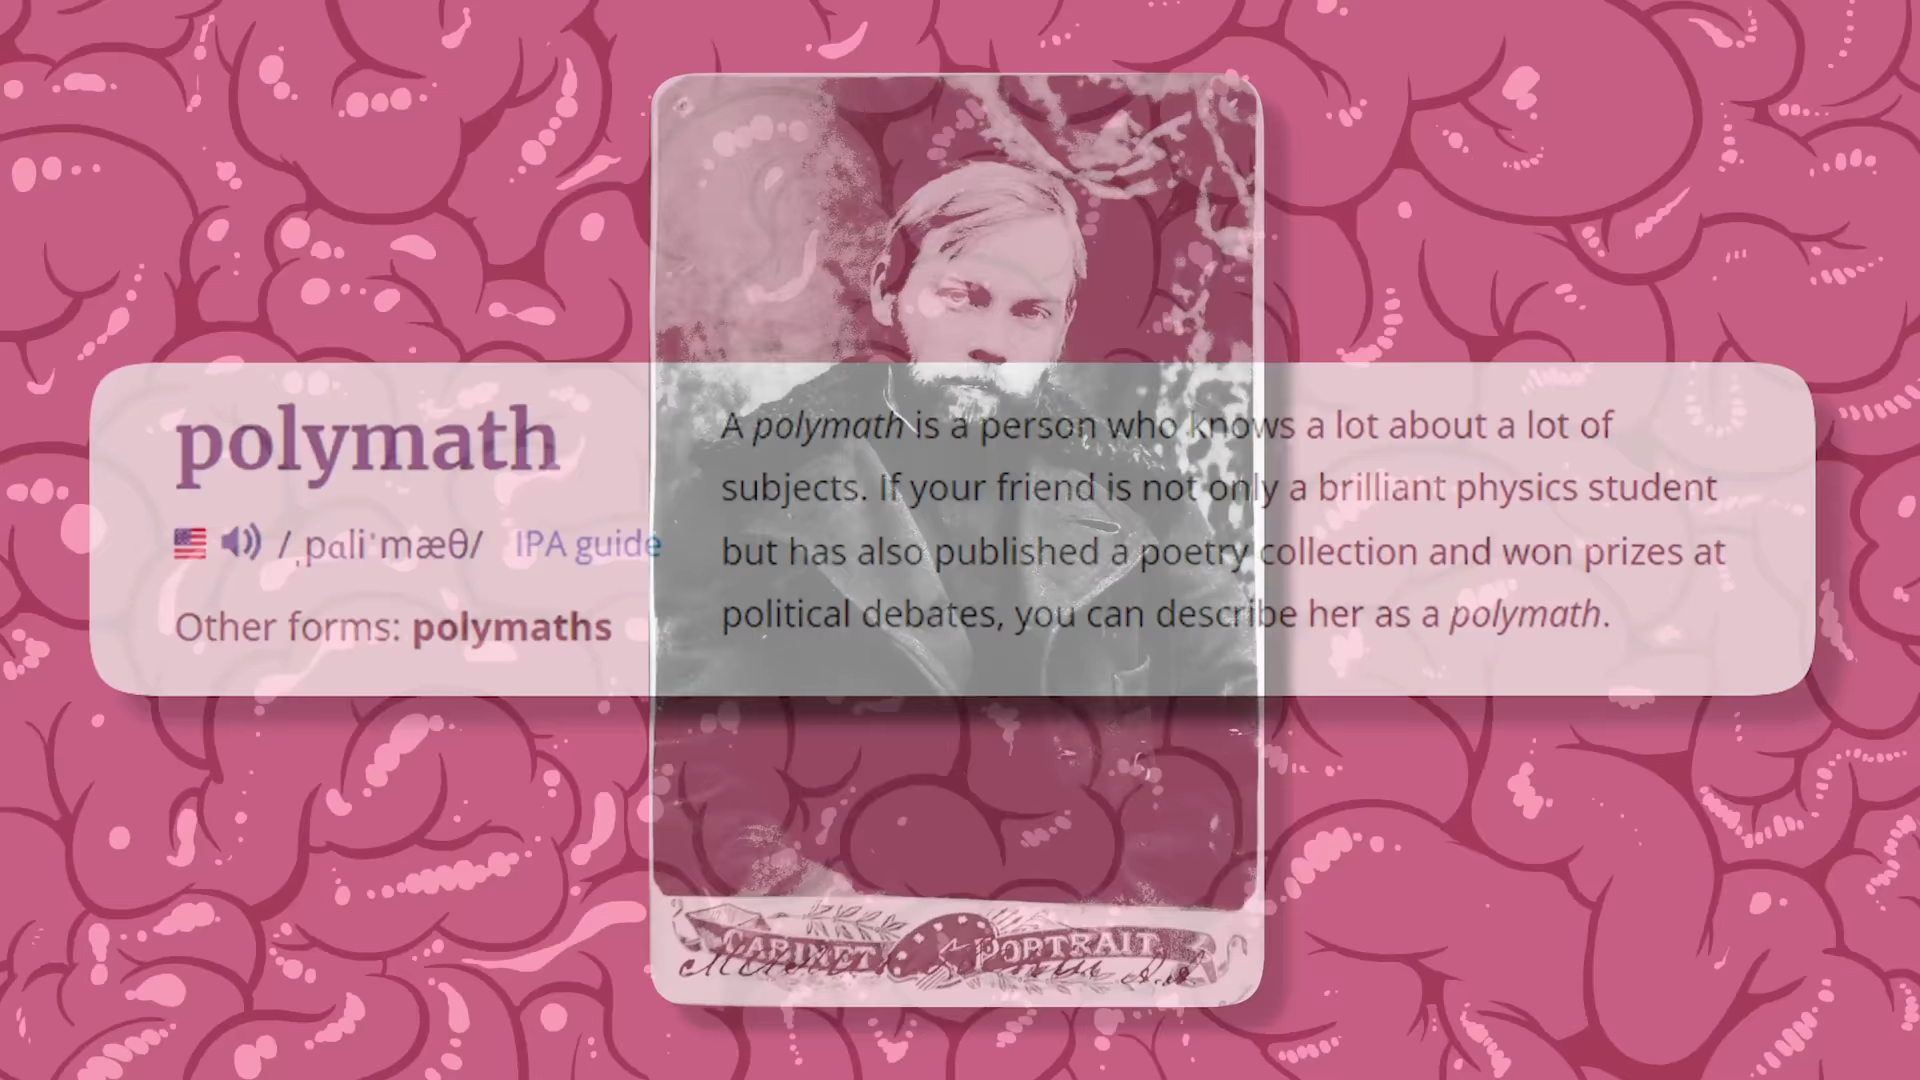 polymath
/ˌpɑliˈmæθ/ IPA guide
Other forms: polymaths
A polymath is a person who knows a lot about a lot of
subjects. If your friend is not only a brilliant physics student
but has also published a poetry collection and won prizes at
political debates, you can describe her as a polymath.
CABINET PORTRAIT